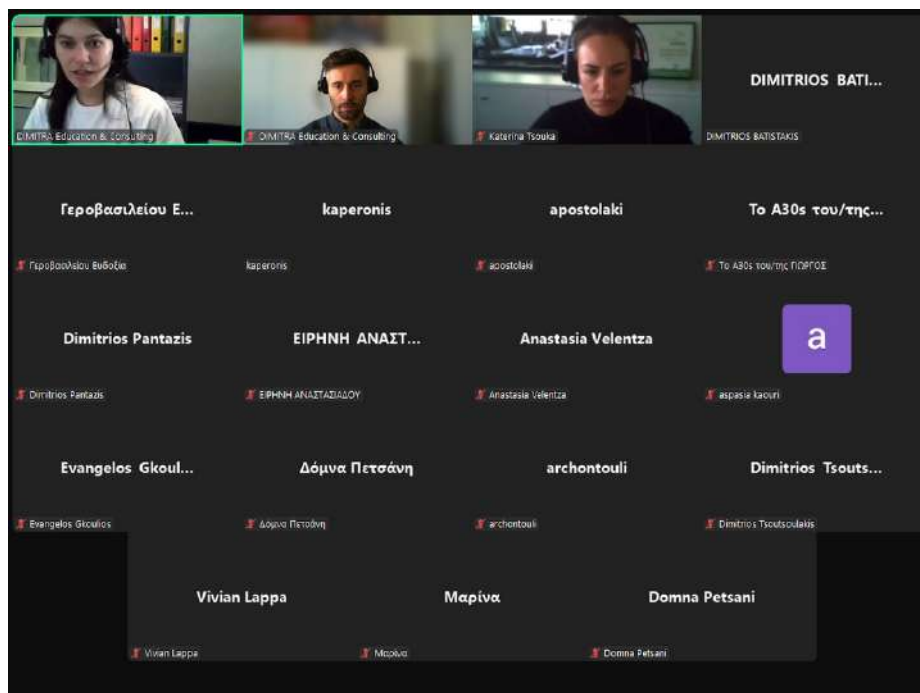 DIMITRA Education & Consulting
DIMITRA Education & Consulting
Katerina Tsouka
DIMITRIOS BATI...
DIMITRIOS BATISTAKIS
Γεροβασιλείου Ε...
kaperonis
apostolaki
Το A30s του/της...
Γεροβασιλείου Ευδοξία
kaperonis
apostolaki
Το A30s του/της ΓΙΩΡΓΟΣ
Dimitrios Pantazis
ΕΙΡΗΝΗ ΑΝΑΣΤ...
Anastasia Velentza
a
Dimitrios Pantazis
ΕΙΡΗΝΗ ΑΝΑΣΤΑΣΙΑΔΟΥ
Anastasia Velentza
aspasia kaouri
Evangelos Gkoul...
Δόμνα Πετσάνη
archontouli
Dimitrios Tsouts...
Evangelos Gkoulios
Δόμνα Πετσάνη
archontouli
Dimitrios Tsoutsoulakis
Vivian Lappa
Μαρίνα
Domna Petsani
Vivian Lappa
Μαρίνα
Domna Petsani